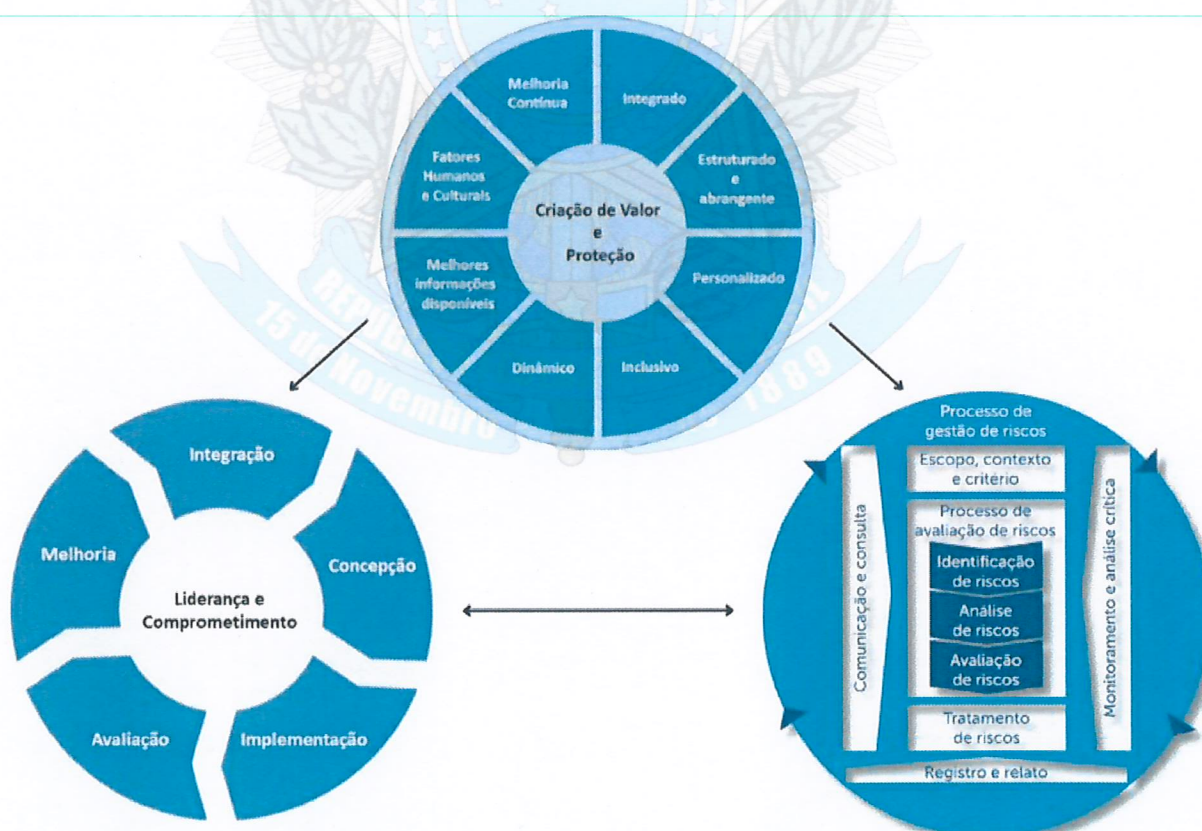 Melhoria
Contínua
Integrado
Fatores
Humanos
e Culturais
Estruturado
e
abrangente
Criação de Valor
e
Proteção
Melhores
informações
disponíveis
Personalizado
Dinâmico
Inclusivo
15 de Novembro
1889
Integração
Melhoria
Concepção
Liderança e
Comprometimento
Avaliação
Implementação
Processo de
gestão de riscos
Escopo, contexto
e critério
Processo de
avaliação de riscos
Identificação
de riscos
Análise
de riscos
Avaliação
de riscos
Tratamento
de riscos
Comunicação e consulta
Monitoramento e análise crítica
Registro e relato